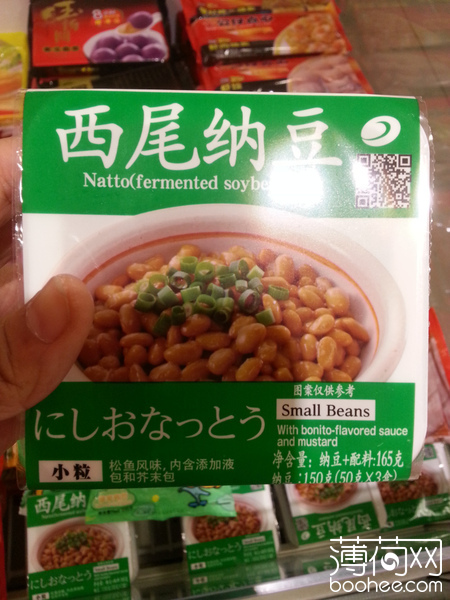 西尾纳豆
Natto(fermented soybe
にしおなっとう
图案仅供参考
Small Beans
With bonito-flavored sauce
and mustard
小粒
松鱼风味,内含添加液
包和芥末包
净含量：纳豆+配料:165克
纳豆:150克(50克×3盒)
西尾纳
にしおなっとう
薄荷网
boohee.com